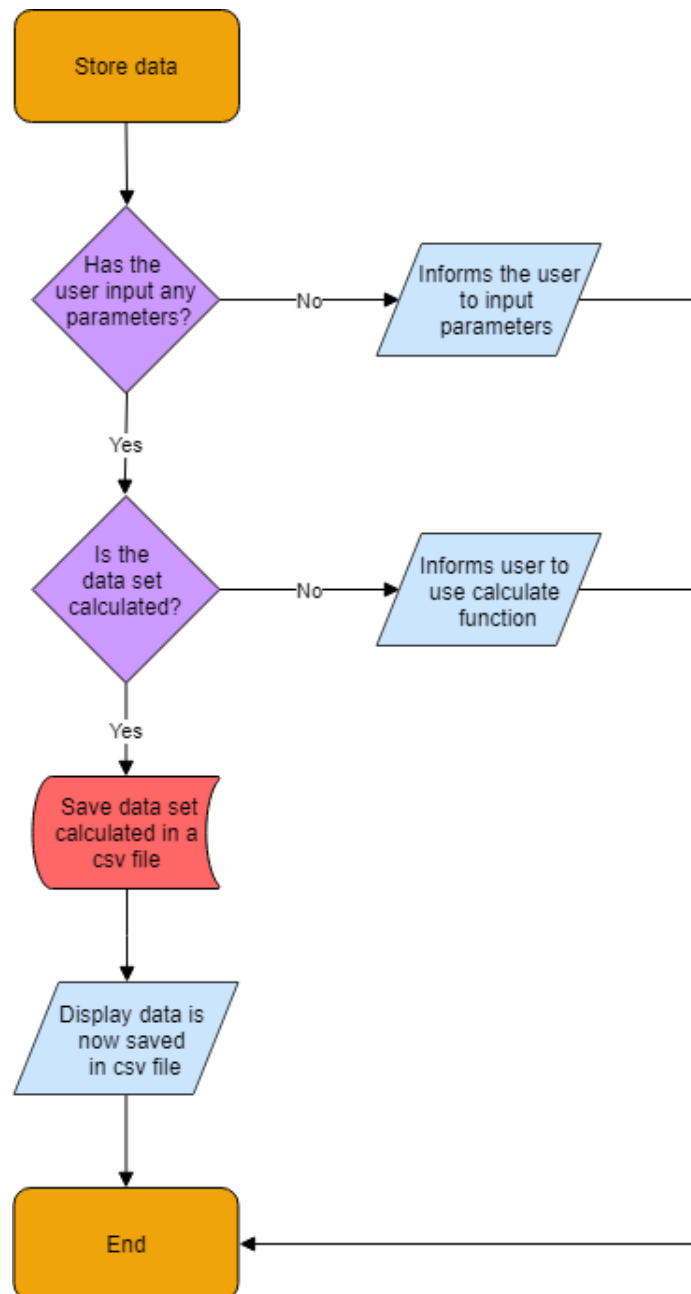 Store data
Has the
user input any
parameters?
No
Informs the user
to input
parameters
Yes
Is the
data set
calculated?
No
Informs user to
use calculate
function
Yes
Save data set
calculated in a
csv file
Display data is
now saved
in csv file
End